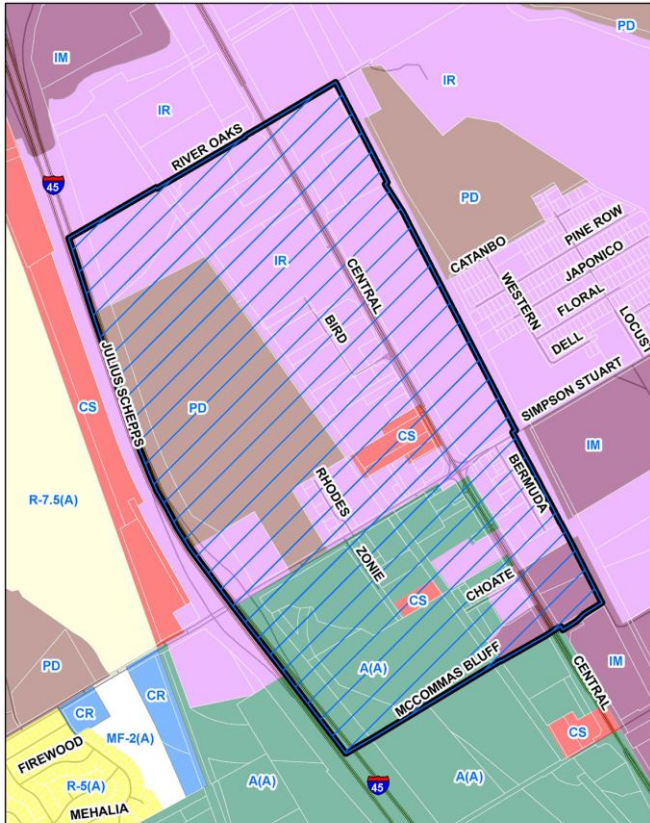 PD
IM
IR
IR
RIVER OAKS
45
PD
PINE ROW
CATANBO
JAPONICO
WESTERN
IR
CENTRAL
FLORAL
LOCUST
BIRD
DELL
JULIUS SCHEPPS
SIMPSON STUART
CS
PD
CS
IM
BERMUDA
R-7.5(A)
RHODES
ZONIE
CHOATE
CS
PD
A(A)
MCCOMMAS BLUFF
IM
CENTRAL
CR
CR
MF-2(A)
CS
FIREWOOD
R-5(A)
A(A)
A(A)
45
MEHALIA